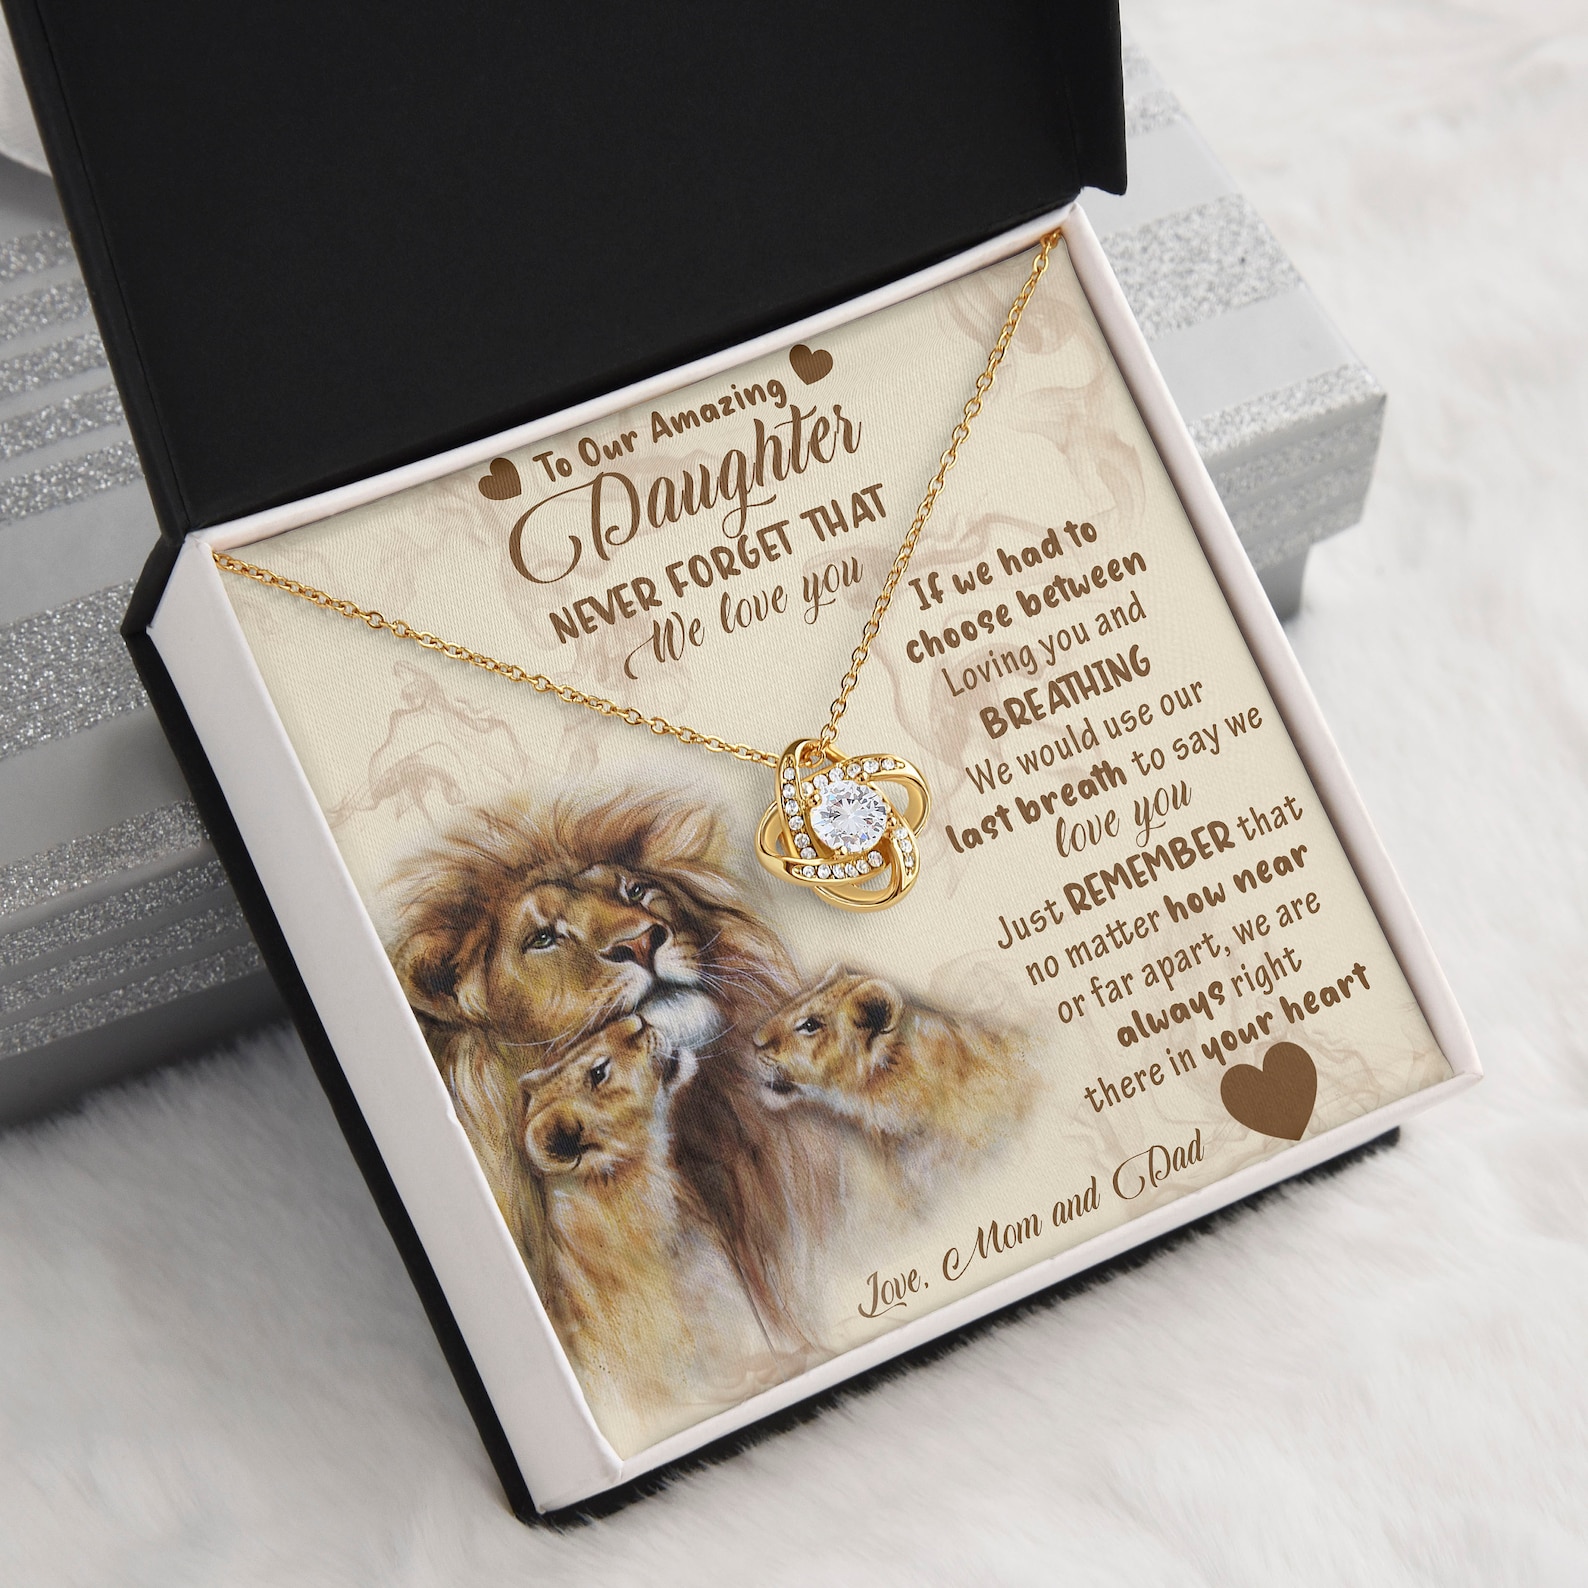 To Our Amazing
Daughter
NEVER FORGET THAT
We love you
If we had to
choose between
Loving you and
BREATHING
We would use our
last breath to say we
love you
Just REMEMBER that
no matter how near
or far apart, we are
always right
there in your heart
Love, Mom and Dad